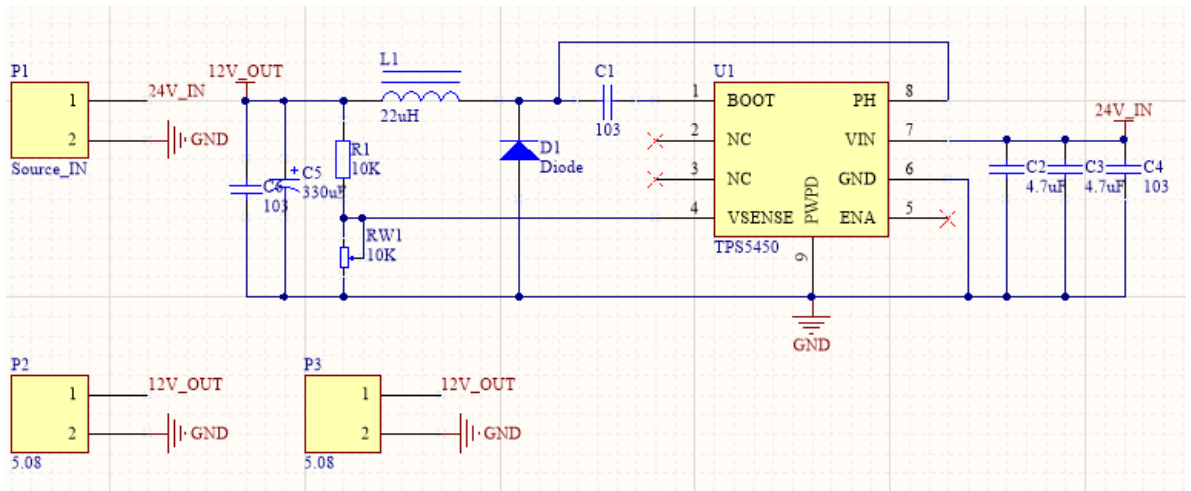 P1
1
2
Source_IN
24V_IN
GND
12V_OUT
L1
22uH
C6
103
C5
+
330uF
R1
10K
RW1
10K
D1
Diode
C1
103
U1
1
BOOT
PH
8
2
NC
VIN
7
3
NC
GND
6
4
VSENSE
PWPD
ENA
5
TPS5450
9
GND
24V_IN
C2
4.7uF
C3
4.7uF
C4
103
P2
1
2
5.08
12V_OUT
GND
P3
1
2
5.08
12V_OUT
GND